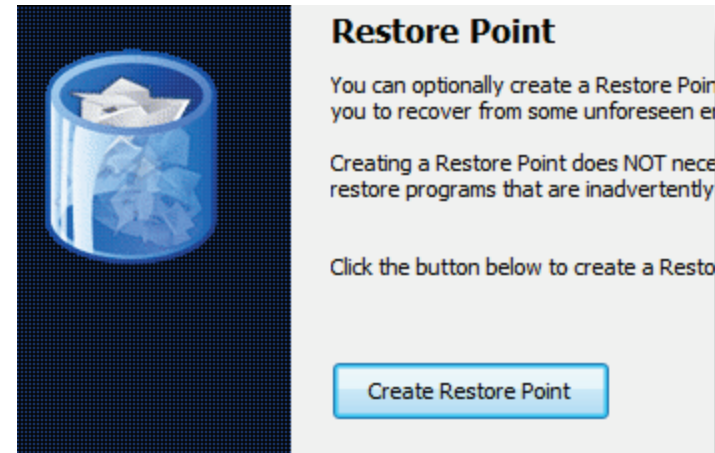 Restore Point
You can optionally create a Restore Poin
you to recover from some unforeseen e
Creating a Restore Point does NOT nece
restore programs that are inadvertently
Click the button below to create a Resto
Create Restore Point